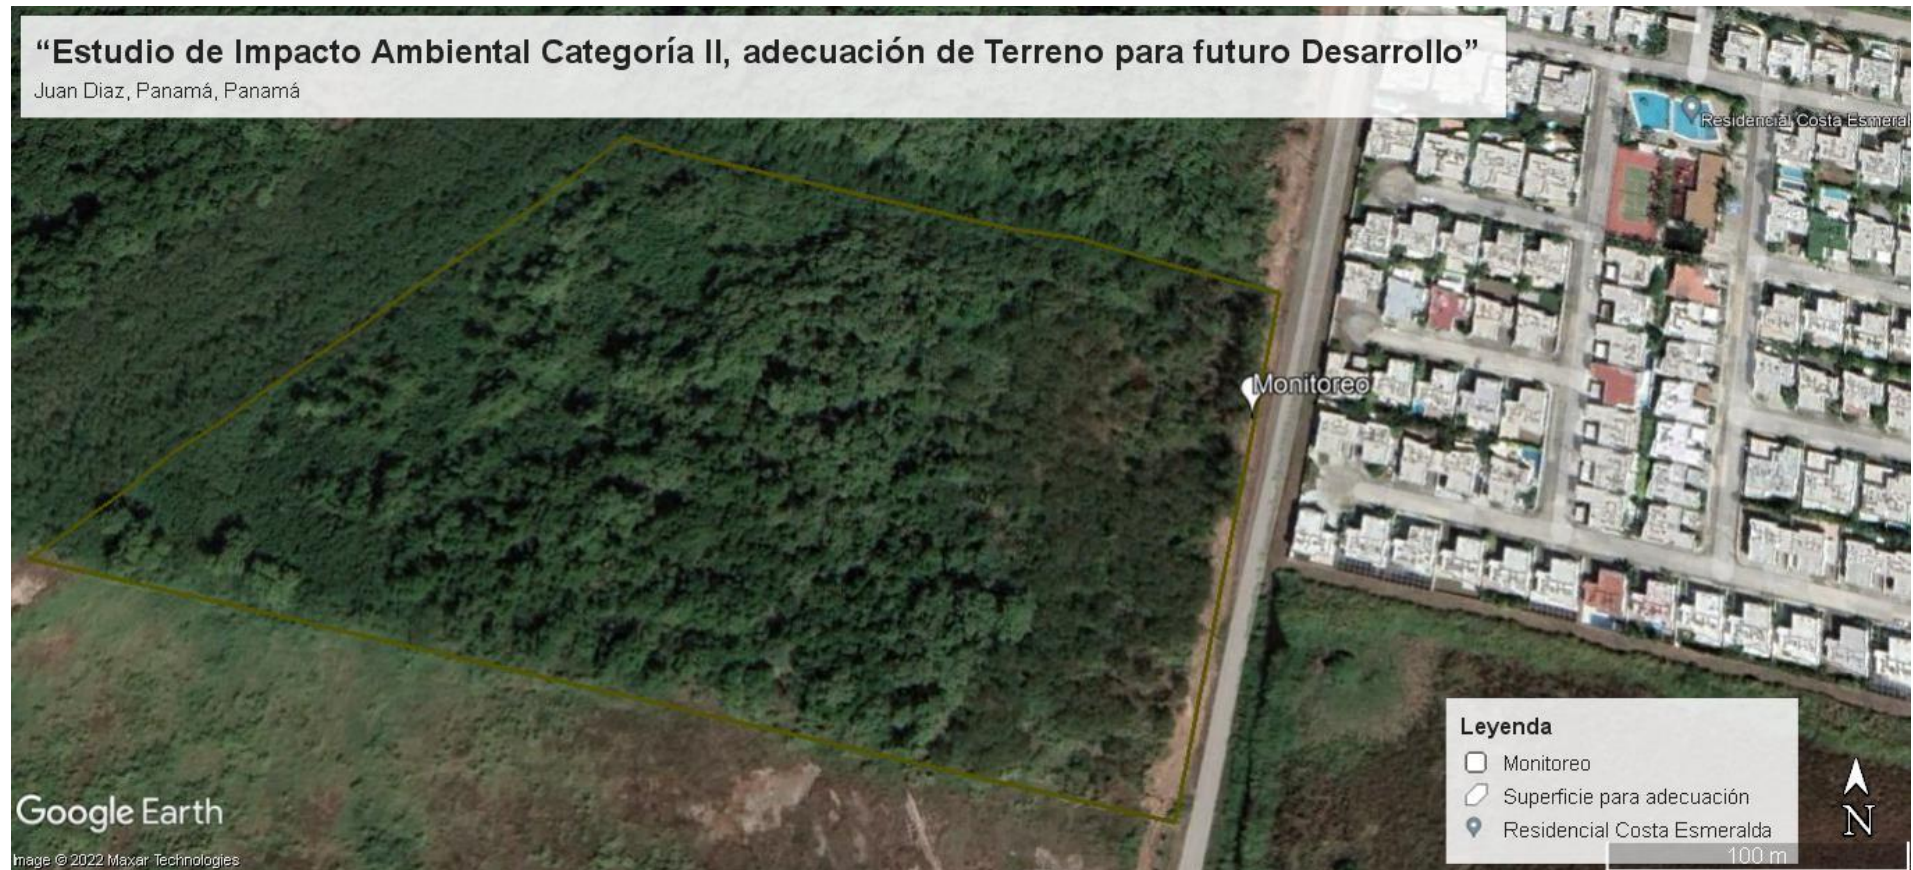 “Estudio de Impacto Ambiental Categoría II, adecuación de Terreno para futuro Desarrollo”
Juan Diaz, Panamá, Panamá
Residencial Costa Esmeral
Monitoreo
Leyenda
Monitoreo
Superficie para adecuación
Residencial Costa Esmeralda
N
100 m
Google Earth
Image © 2022 Maxar Technologies